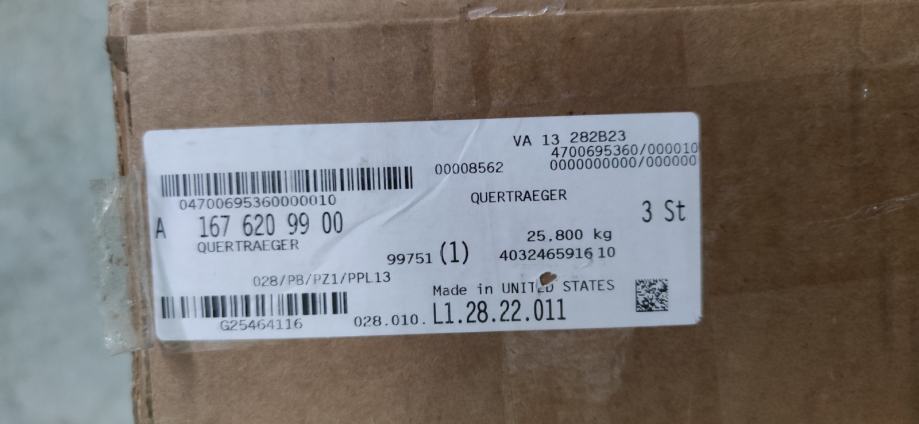 VA 13 282B23
4700695360/000010
00008562 0000000000/000000
04700695360000010
QUERTRAEGER
A 167 620 99 00
3 St
QUERTRAEGER
25,800 kg
99751 (1) 4032465916 10
028/PB/PZ1/PPL13
Made in UNITED STATES
G25464116
028.010. L1.28.22.011